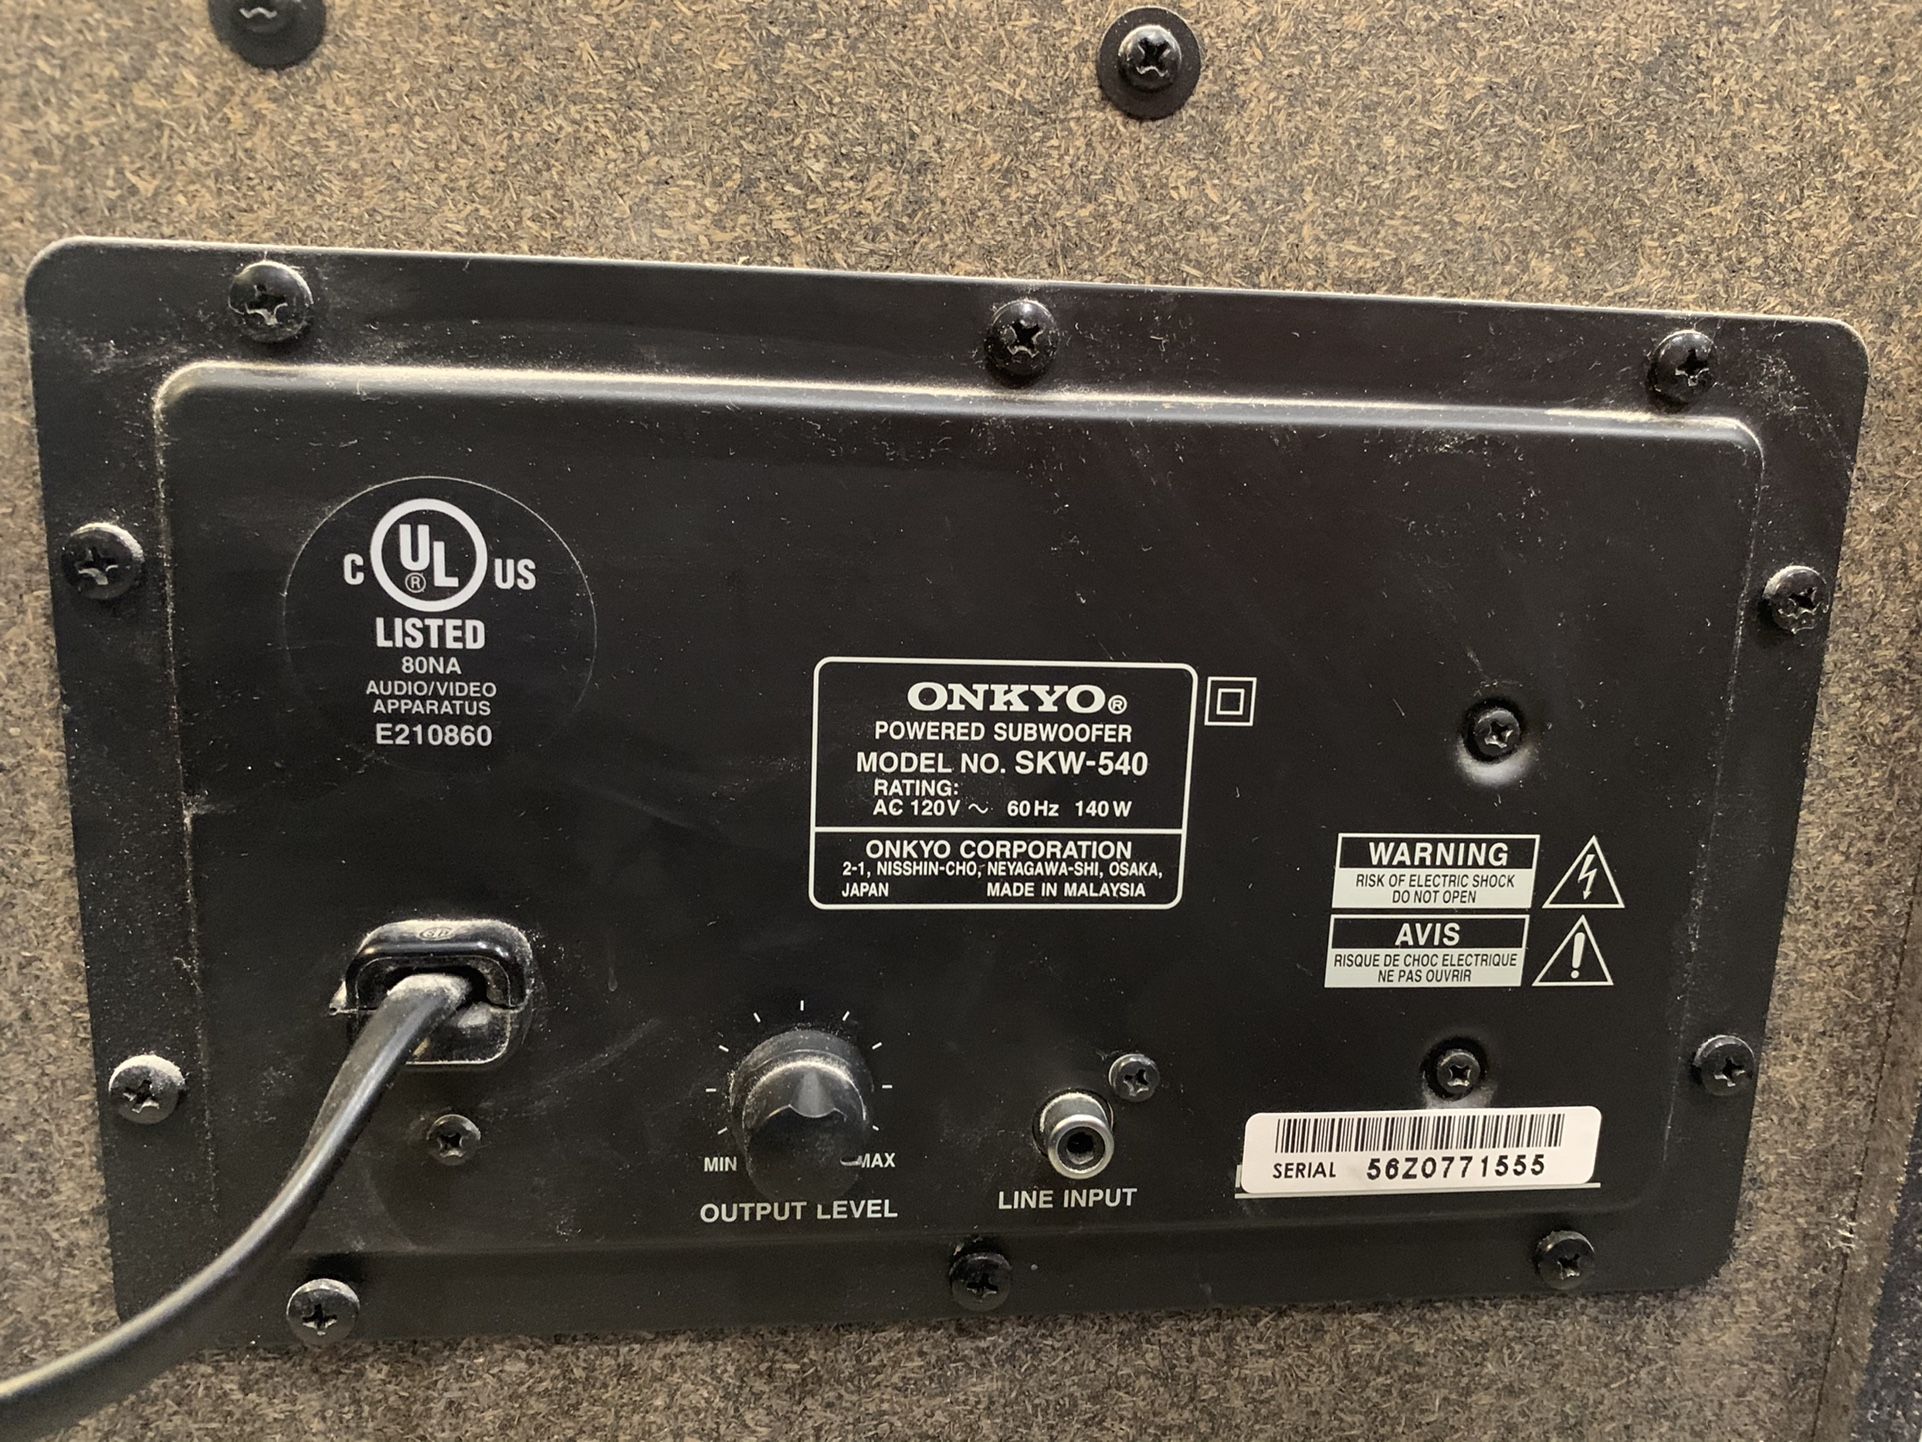 C UL® US
LISTED
80NA
AUDIO/VIDEO
APPARATUS
E210860
ONKYO®
POWERED SUBWOOFER
MODEL NO. SKW-540
RATING:
AC 120V ~ 60Hz 140W
ONKYO CORPORATION
2-1, NISSHIN-CHO, NEYAGAWA-SHI, OSAKA,
JAPAN MADE IN MALAYSIA
WARNING
RISK OF ELECTRIC SHOCK
DO NOT OPEN
AVIS
RISQUE DE CHOC ELECTRIQUE
NE PAS OUVRIR
MIN MAX
OUTPUT LEVEL
LINE INPUT
SERIAL 56Z0771555